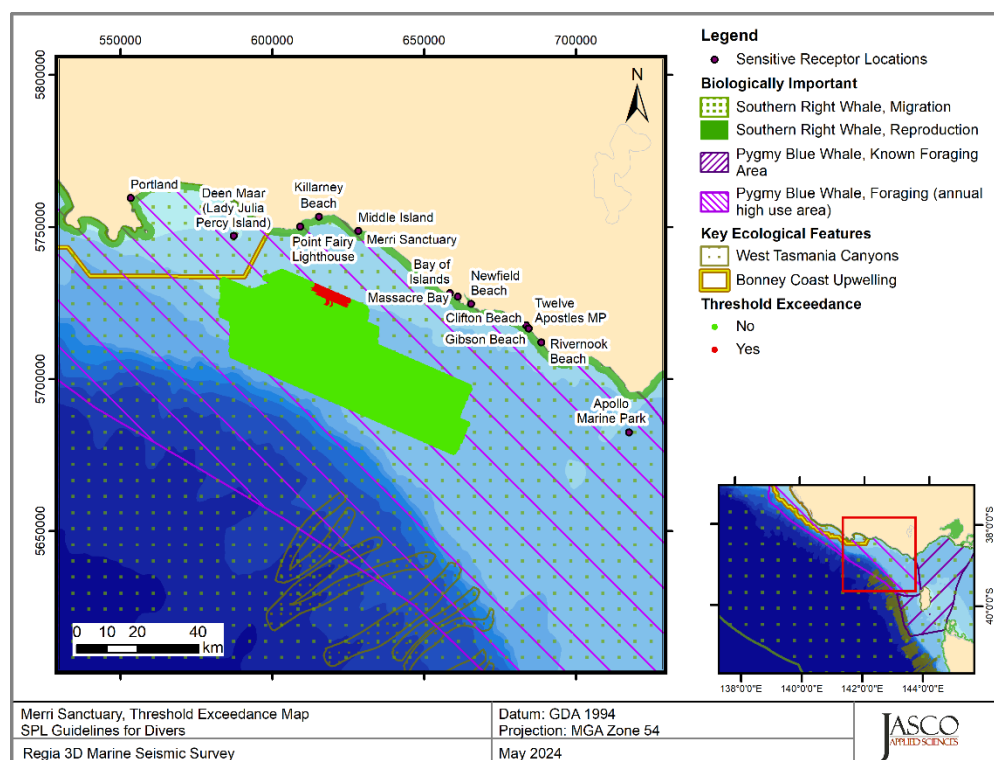 550000
600000
650000
700000
5800000
5750000
5700000
5650000
N
Portland
Deen Maar
(Lady Julia
Percy Island)
Killarney
Beach
Point Fairy
Lighthouse
Middle Island
Merri Sanctuary
Bay of
Islands
Massacre Bay
Newfield
Beach
Clifton Beach
Gibson Beach
Twelve
Apostles MP
Rivernook
Beach
Apollo
Marine Park
0 10 20 40
km
Legend
Sensitive Receptor Locations
Biologically Important
Southern Right Whale, Migration
Southern Right Whale, Reproduction
Pygmy Blue Whale, Known Foraging
Area
Pygmy Blue Whale, Foraging (annual
high use area)
Key Ecological Features
West Tasmania Canyons
Bonney Coast Upwelling
Threshold Exceedance
No
Yes
38°0'0"S
40°0'0"S
138°0'0"E 140°0'0"E 142°0'0"E 144°0'0"E
Merri Sanctuary, Threshold Exceedance Map
SPL Guidelines for Divers
Regia 3D Marine Seismic Survey
Datum: GDA 1994
Projection: MGA Zone 54
May 2024
JASCO
APPLIED SCIENCES